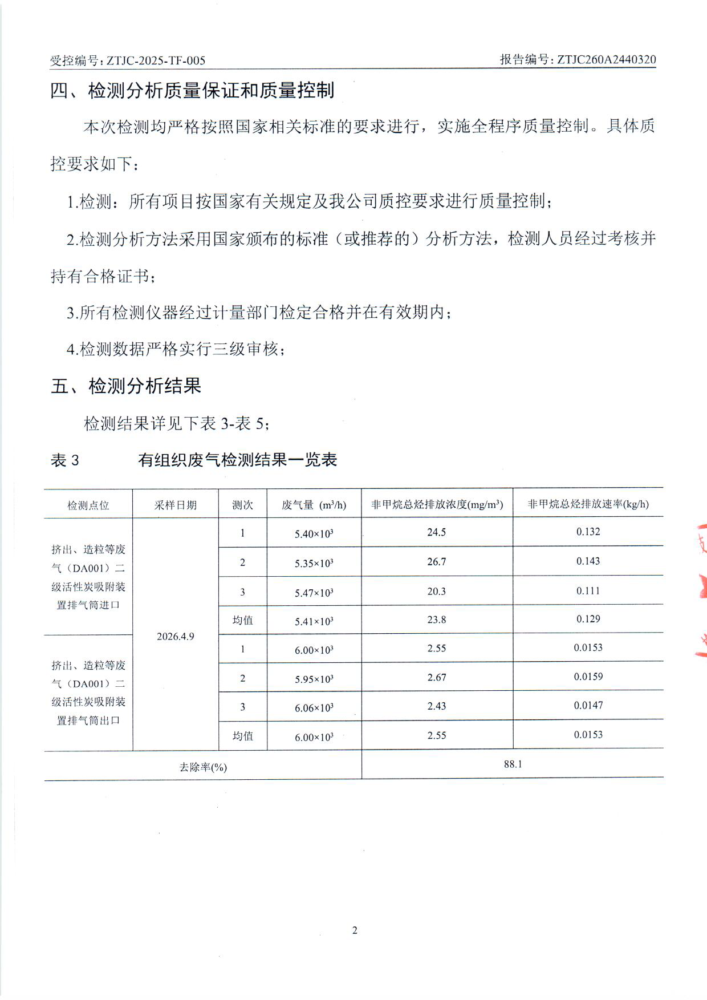 受控编号: ZTJC-2025-TF-005 报告编号: ZTJC260A2440320
四、检测分析质量保证和质量控制
本次检测均严格按照国家相关标准的要求进行，实施全程序质量控制。具体质
控要求如下：
1.检测：所有项目按国家有关规定及我公司质控要求进行质量控制；
2.检测分析方法采用国家颁布的标准（或推荐的）分析方法，检测人员经过考核并
持有合格证书；
3.所有检测仪器经过计量部门检定合格并在有效期内；
4.检测数据严格实行三级审核；
五、检测分析结果
检测结果详见下表 3-表 5；
表 3 有组织废气检测结果一览表
检测点位 采样日期 测次 废气量 (m³/h) 非甲烷总烃排放浓度(mg/m³) 非甲烷总烃排放速率(kg/h)
挤出、造粒等废
气（DA001）二
级活性炭吸附装
置排气筒进口
2026.4.9
1 5.40×10³ 24.5 0.132
2 5.35×10³ 26.7 0.143
3 5.47×10³ 20.3 0.111
均值 5.41×10³ 23.8 0.129
挤出、造粒等废
气（DA001）二
级活性炭吸附装
置排气筒出口
1 6.00×10³ 2.55 0.0153
2 5.95×10³ 2.67 0.0159
3 6.06×10³ 2.43 0.0147
均值 6.00×10³ 2.55 0.0153
去除率(%) 88.1
2